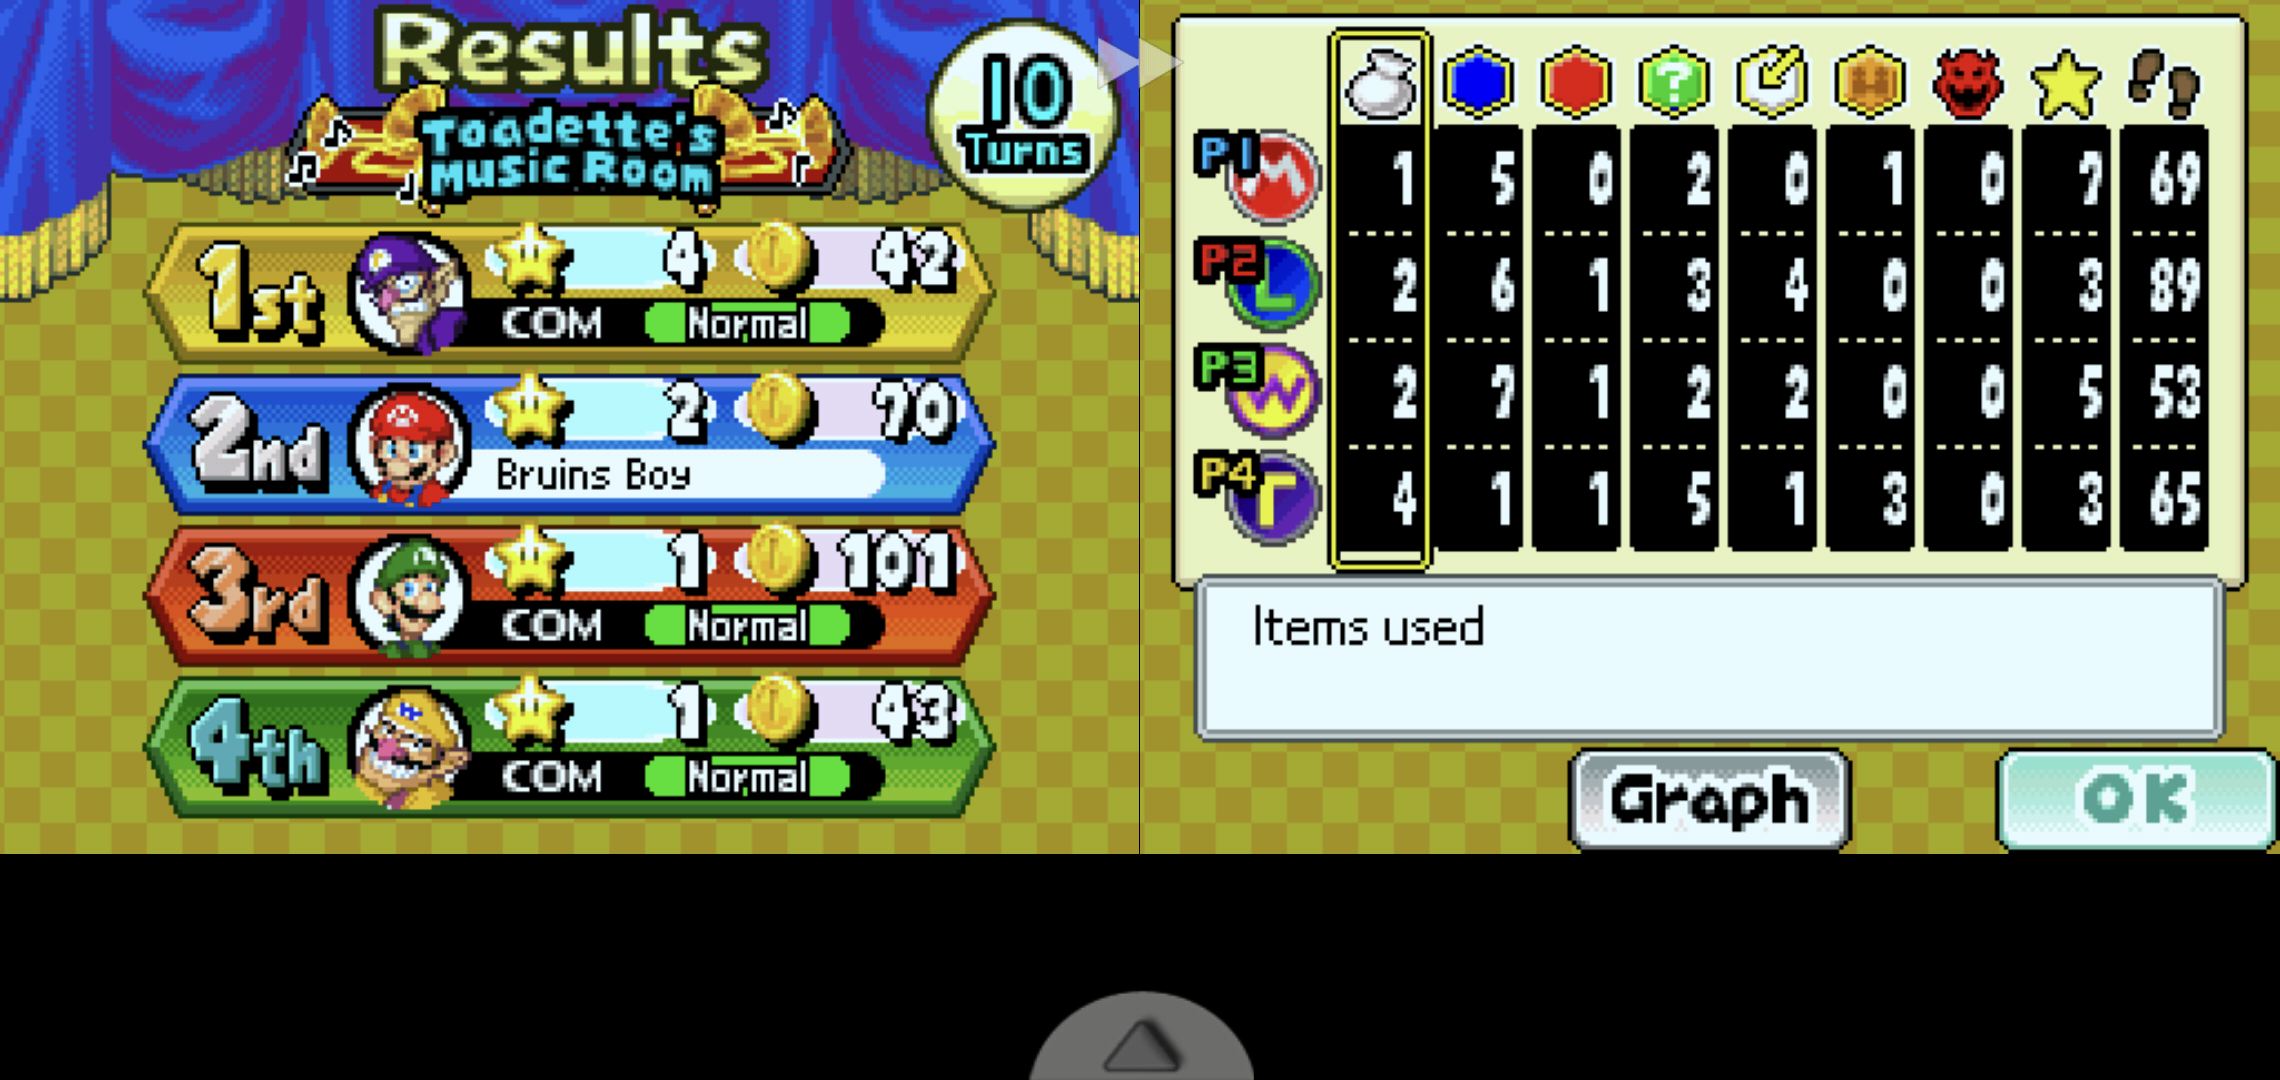 Results
Toadette's
Music Room
10
Turns
1st 4 42
COM Normal
2nd 2 70
Bruins Boy
3rd 1 101
COM Normal
4th 1 43
COM Normal
?
P1 M 1 5 0 2 0 1 0 7 69
P2 L 2 6 1 3 4 0 0 3 89
P3 W 2 7 1 2 2 0 0 5 53
P4 Γ 4 1 1 5 1 3 0 3 65
Items used
Graph
OK